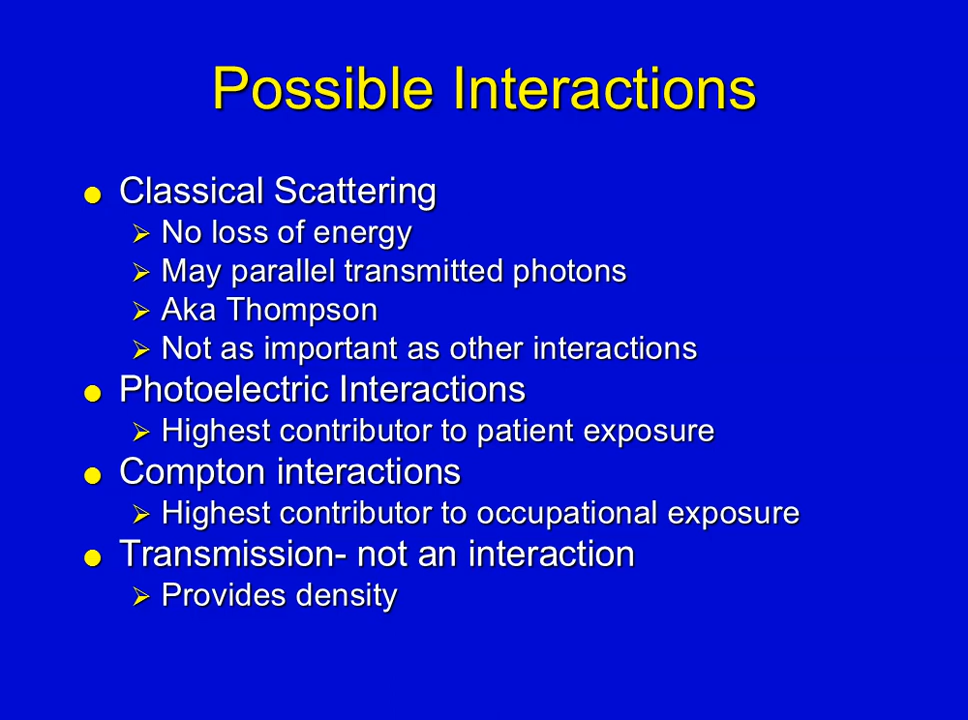 Possible Interactions
Classical Scattering
No loss of energy
May parallel transmitted photons
Aka Thompson
Not as important as other interactions
Photoelectric Interactions
Highest contributor to patient exposure
Compton interactions
Highest contributor to occupational exposure
Transmission- not an interaction
Provides density